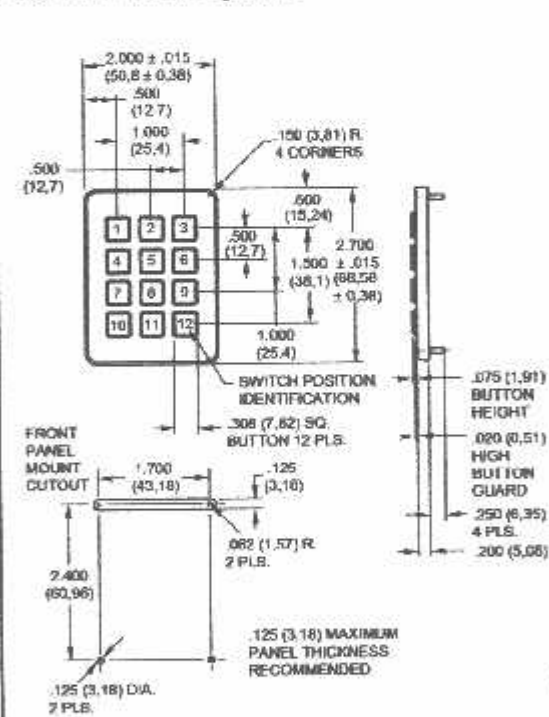 2.000 ± .015
(50,8 ± 0,38)
.500
(12,7)
1.000
(25,4)
.500
(12,7)
.150 (3,81) R.
4 CORNERS
.600
(15,24)
.500
(12,7)
1.500
(38,1)
2.700
± .015
(68,58
± 0,38)
1.000
(25,4)
1 2 3
4 5 6
7 8 9
10 11 12
SWITCH POSITION
IDENTIFICATION
.308 (7,82) SQ.
BUTTON 12 PLS.
.075 (1,91)
BUTTON
HEIGHT
.020 (0,51)
HIGH
BUTTON
GUARD
.250 (6,35)
4 PLS.
.200 (5,08)
FRONT
PANEL
MOUNT
CUTOUT
1.700
(43,18)
.125
(3,18)
.062 (1,57) R.
2 PLS.
2.400
(60,96)
.125 (3,18) DIA.
2 PLS.
.125 (3,18) MAXIMUM
PANEL THICKNESS
RECOMMENDED